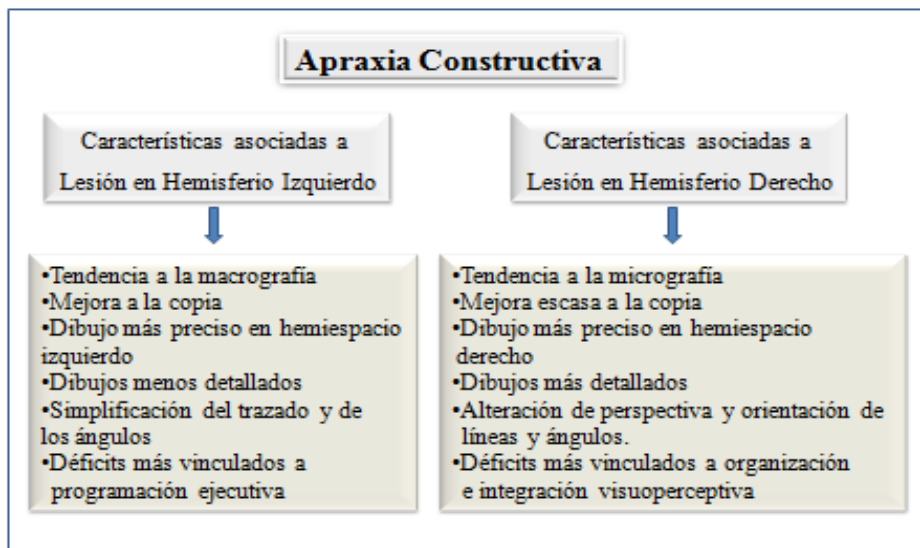 Apraxia Constructiva
Características asociadas a
Lesión en Hemisferio Izquierdo
•Tendencia a la macrografía
•Mejora a la copia
•Dibujo más preciso en hemiespacio
izquierdo
•Dibujos menos detallados
•Simplificación del trazado y de
los ángulos
•Déficits más vinculados a
programación ejecutiva
Características asociadas a
Lesión en Hemisferio Derecho
•Tendencia a la micrografía
•Mejora escasa a la copia
•Dibujo más preciso en hemiespacio
derecho
•Dibujos más detallados
•Alteración de perspectiva y orientación de
líneas y ángulos.
•Déficits más vinculados a organización
e integración visuoperceptiva